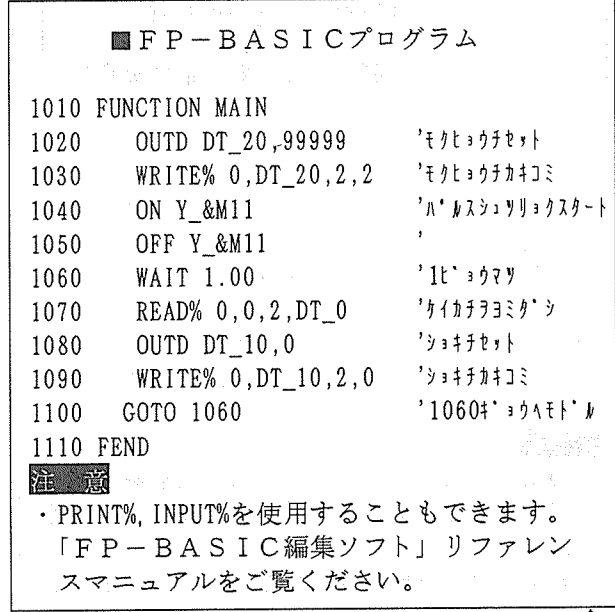 ■ＦＰ－ＢＡＳＩＣプログラム
1010 FUNCTION MAIN
1020 OUTD DT_20,99999 'ﾓｸﾋｮｳﾁｾｯﾄ
1030 WRITE% 0,DT_20,2,2 'ﾓｸﾋｮｳﾁｶｷｺﾐ
1040 ON Y_&M11 'ﾊﾟﾙｽｼｭﾂﾘｮｸｽﾀｰﾄ
1050 OFF Y_&M11 '
1060 WAIT 1.00 '1ﾋﾞｮｳﾏﾂ
1070 READ% 0,0,2,DT_0 'ｹｲｶﾁｦﾖﾐﾀﾞｼ
1080 OUTD DT_10,0 'ｼｮｷﾁｾｯﾄ
1090 WRITE% 0,DT_10,2,0 'ｼｮｷﾁｶｷｺﾐ
1100 GOTO 1060 '1060ｷﾞｮｳﾍﾓﾄﾞﾙ
1110 FEND
注 意
・PRINT%,INPUT%を使用することもできます。
「ＦＰ－ＢＡＳＩＣ編集ソフト」リファレン
スマニュアルをご覧ください。